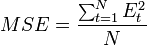 MSE = \frac{\sum_{t=1}^{N} E_t^2}{N}